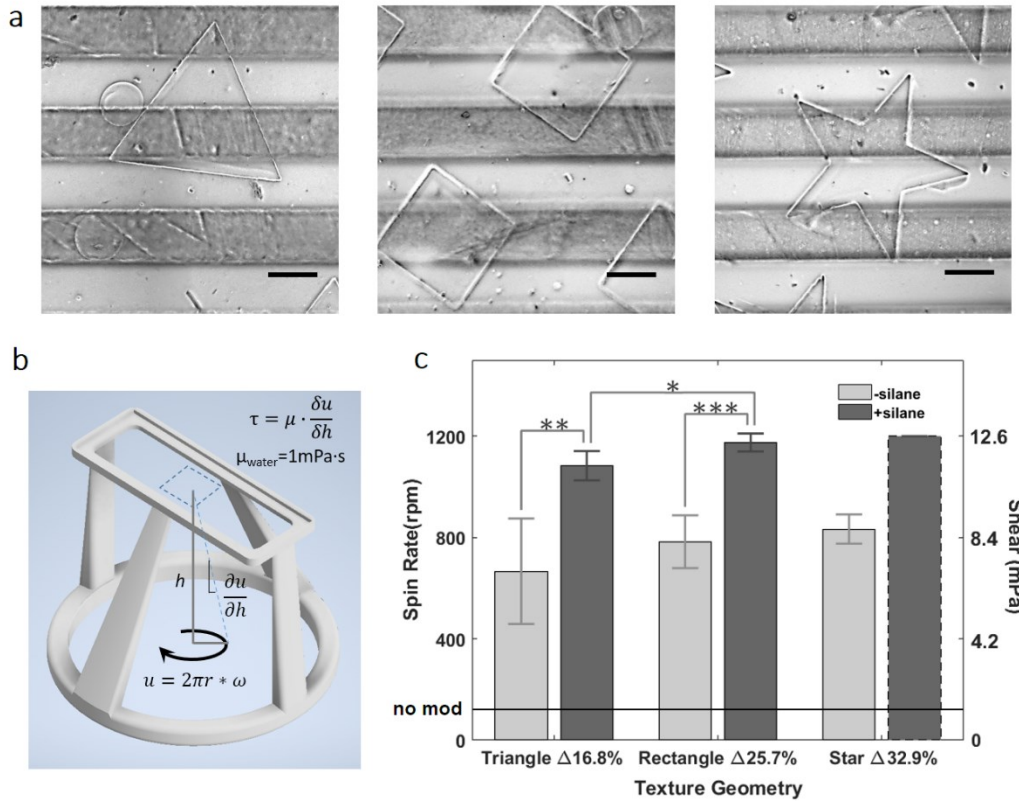 a
b
τ = μ · δu/δh
μwater=1mPa·s
h
∂u/∂h
u = 2πr * ω
c
Spin Rate(rpm)
1200
800
400
0
no mod
**
*
***
-silane
+silane
12.6
8.4
4.2
0
Shear (mPa)
Triangle Δ16.8%
Rectangle Δ25.7%
Star Δ32.9%
Texture Geometry